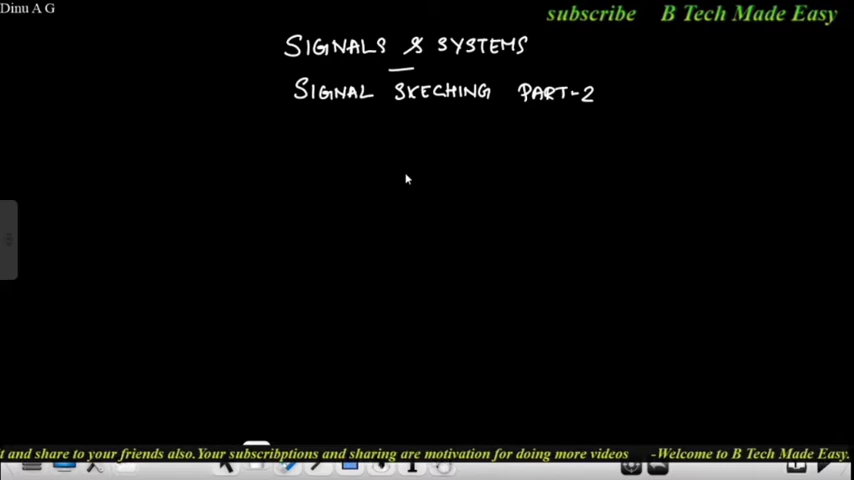 Dinu A G
subscribe B Tech Made Easy
SIGNALS & SYSTEMS
SIGNAL SKECHING PART-2
t and share to your friends also.Your subscribptions and sharing are motivation for doing more videos -Welcome to B Tech Made Easy.